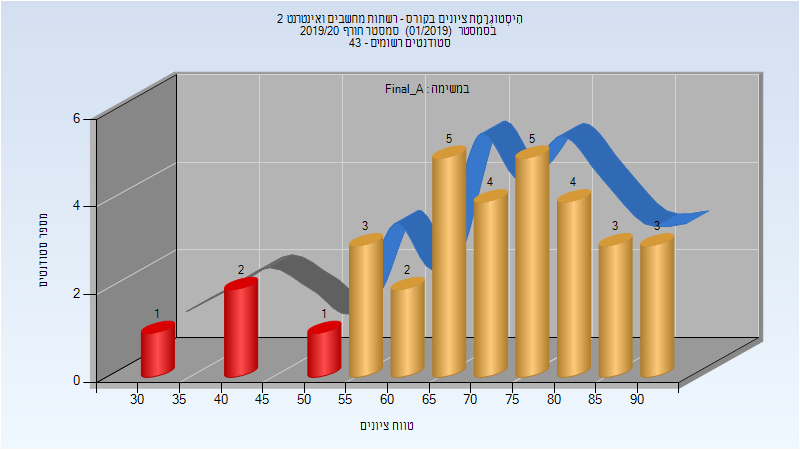 היסטוגרמת ציונים בקורס - רשתות מחשבים ואינטרנט 2
בסמסטר (01/2019) סמסטר חורף 2019/20
סטודנטים רשומים - 43
במשימה : Final_A
6
4
2
0
מספר סטודנטים
1
2
1
3
2
5
4
5
4
3
3
30 35 40 45 50 55 60 65 70 75 80 85 90
טווח ציונים